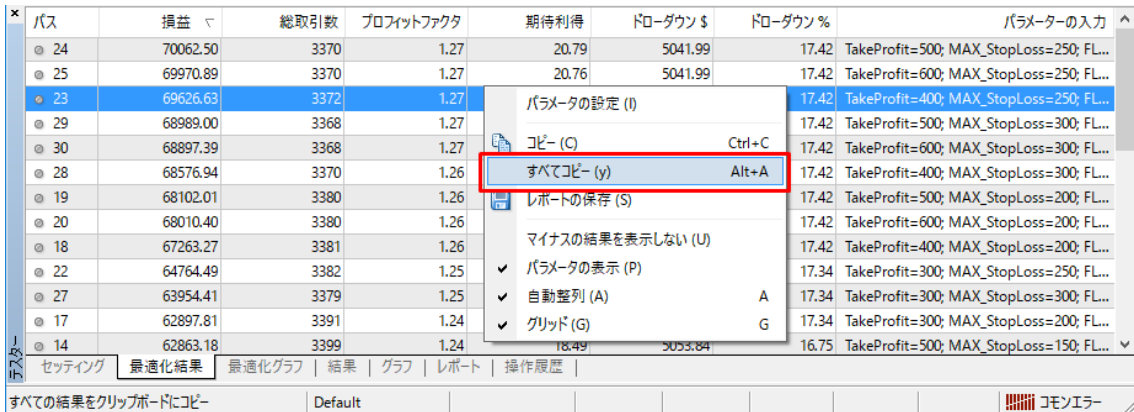 パス 損益 総取引数 プロフィットファクタ 期待利得 ドローダウン $ ドローダウン % パラメーターの入力
24 70062.50 3370 1.27 20.79 5041.99 17.42 TakeProfit=500; MAX_StopLoss=250; FL...
25 69970.89 3370 1.27 20.76 5041.99 17.42 TakeProfit=600; MAX_StopLoss=250; FL...
23 69626.63 3372 1.27 17.42 TakeProfit=400; MAX_StopLoss=250; FL...
29 68989.00 3368 1.27 17.42 TakeProfit=500; MAX_StopLoss=300; FL...
30 68897.39 3368 1.27 17.42 TakeProfit=600; MAX_StopLoss=300; FL...
28 68576.94 3370 1.26 17.42 TakeProfit=400; MAX_StopLoss=300; FL...
19 68102.01 3380 1.26 17.42 TakeProfit=500; MAX_StopLoss=200; FL...
20 68010.40 3380 1.26 17.42 TakeProfit=600; MAX_StopLoss=200; FL...
18 67263.27 3381 1.26 17.42 TakeProfit=400; MAX_StopLoss=200; FL...
22 64764.49 3382 1.25 17.34 TakeProfit=300; MAX_StopLoss=250; FL...
27 63954.41 3379 1.25 17.34 TakeProfit=300; MAX_StopLoss=300; FL...
17 62897.81 3391 1.24 17.34 TakeProfit=300; MAX_StopLoss=200; FL...
14 62863.18 3399 1.24 18.49 5053.84 16.75 TakeProfit=500; MAX_StopLoss=150; FL...
パラメータの設定 (I)
コピー (C) Ctrl+C
すべてコピー (y) Alt+A
レポートの保存 (S)
マイナスの結果を表示しない (U)
パラメータの表示 (P)
自動整列 (A) A
グリッド (G) G
テスター
セッティング | 最適化結果 | 最適化グラフ | 結果 | グラフ | レポート | 操作履歴 |
すべての結果をクリップボードにコピー Default コモンエラー